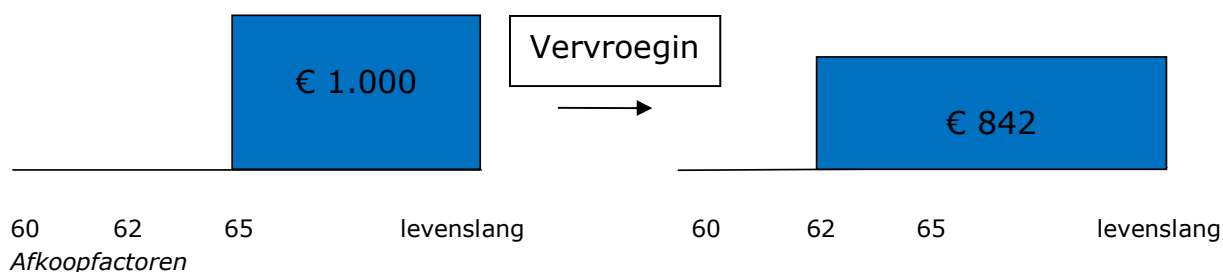 Vervroegin
€ 1.000
€ 842
60 62 65 levenslang 60 62 65 levenslang
Afkoopfactoren